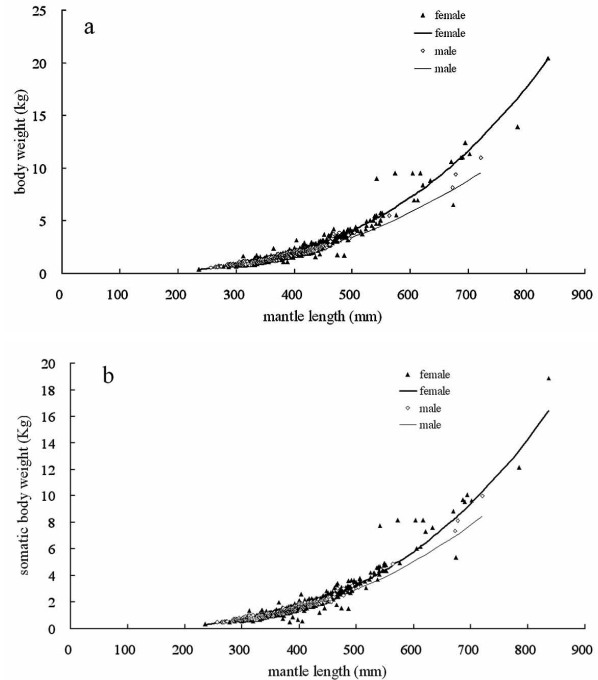 a
female
female
male
male
25
20
15
10
5
0
body weight (kg)
0 100 200 300 400 500 600 700 800 900
mantle length (mm)
b
female
female
male
male
20
18
16
14
12
10
8
6
4
2
0
somatic body weight (Kg)
0 100 200 300 400 500 600 700 800 900
mantle length (mm)